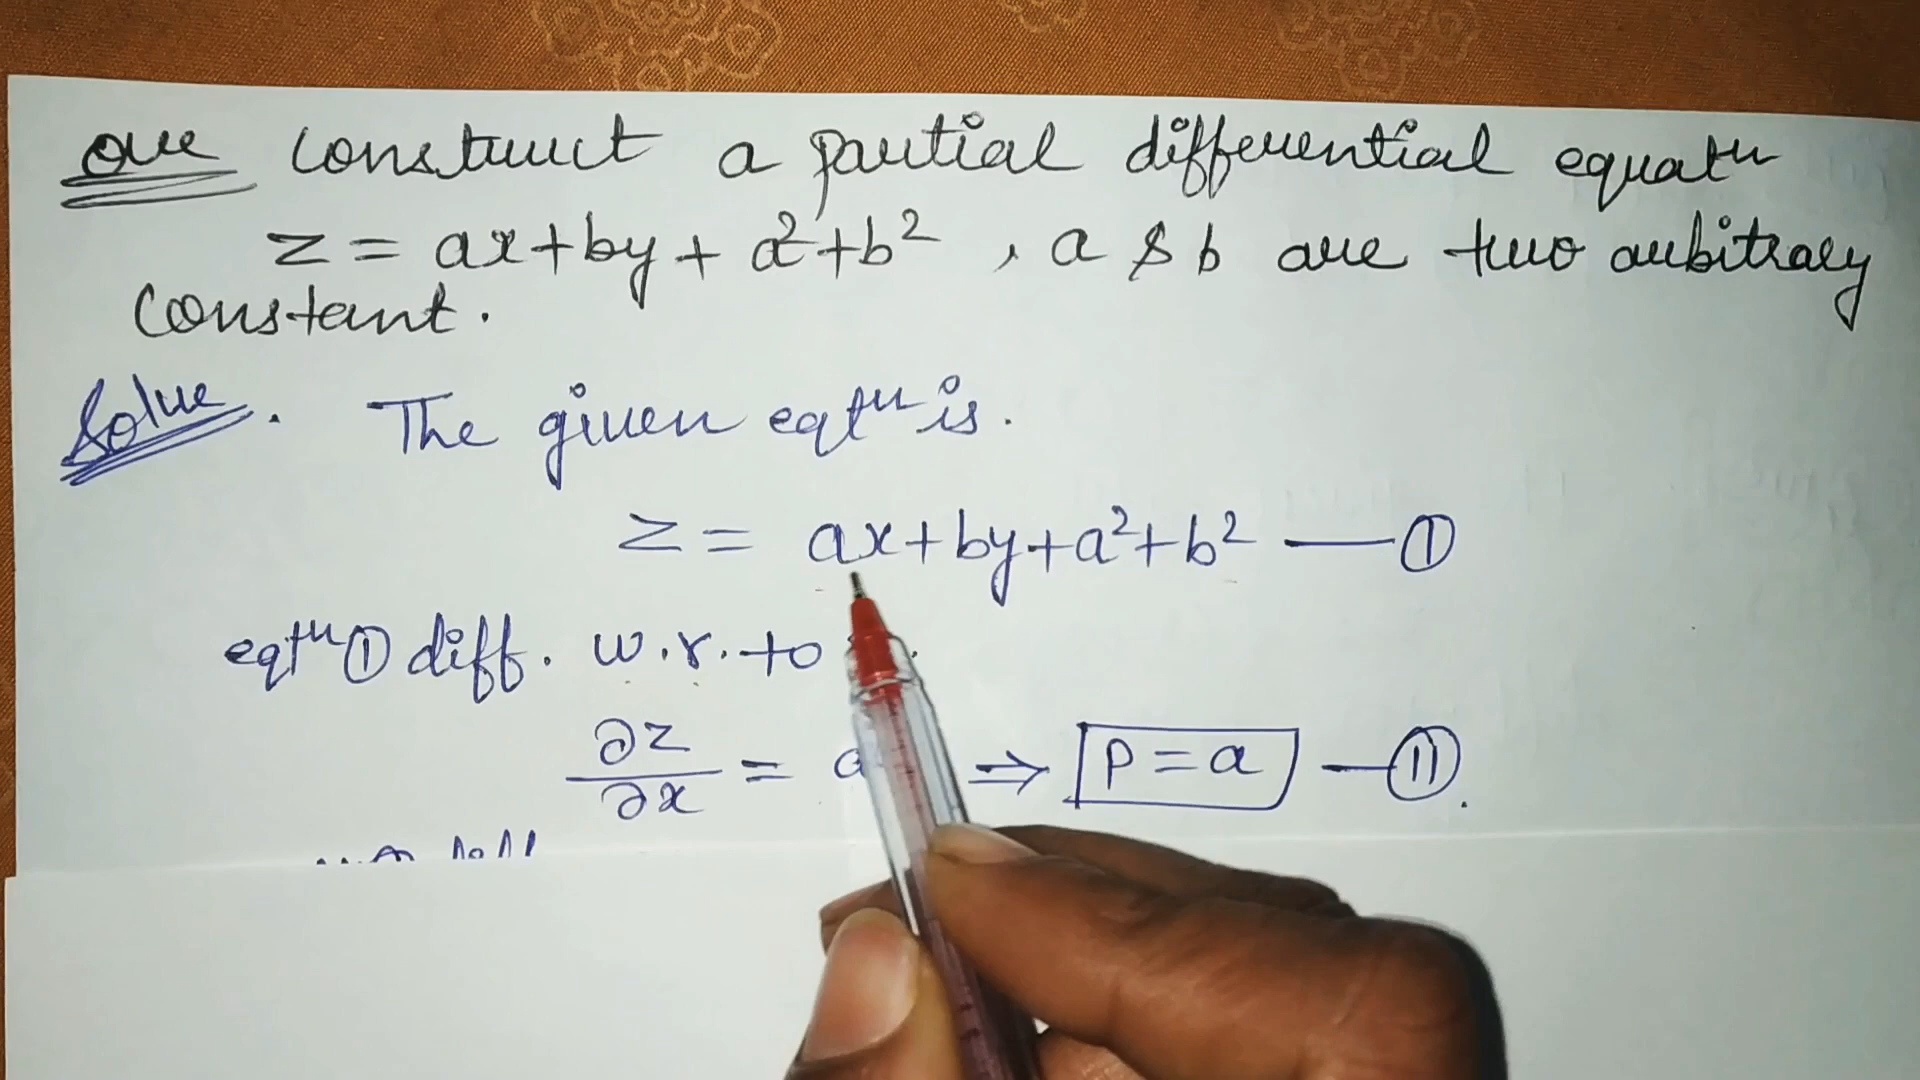 Que Construct a partial differential equatn
z = ax+by+a²+b² , a & b are two arbitrary
constant.
Solve. The given eqtn is.
z = ax+by+a²+b² — ①
eqtn ① diff. w.r. to
∂z/∂x = a ⇒ P = a — ⑪.